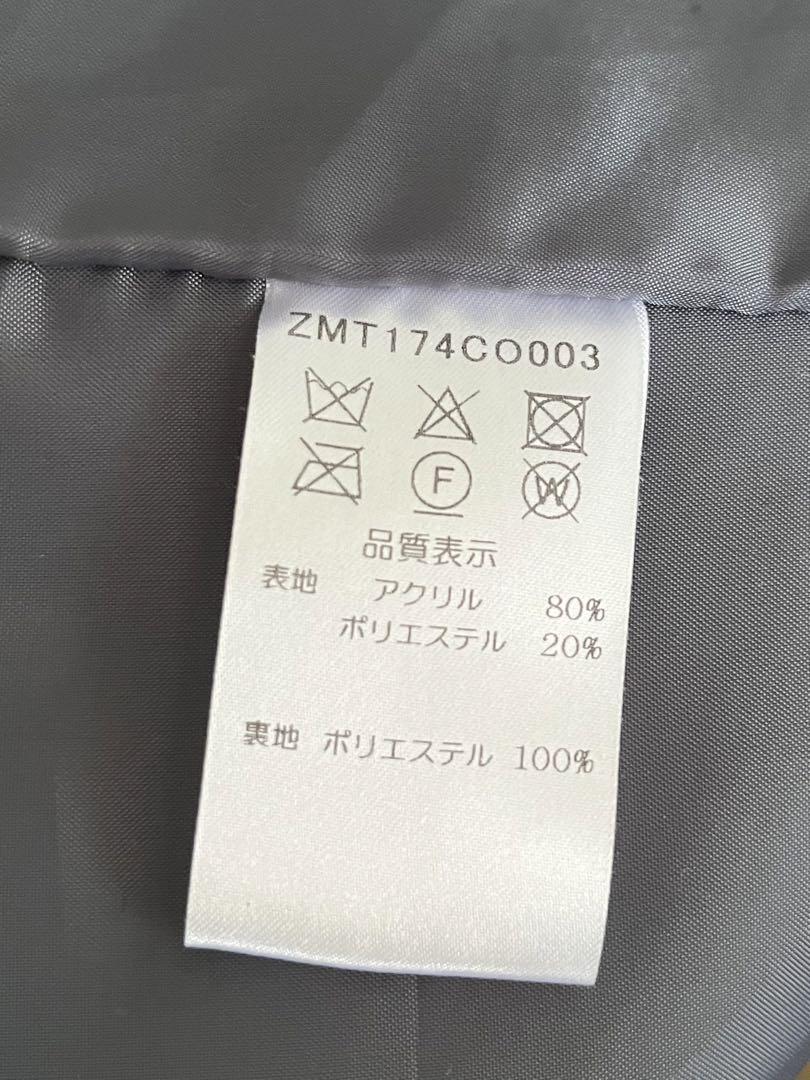 ZMT174CO003
F W
品質表示
表地 アクリル 80%
ポリエステル 20%
裏地 ポリエステル 100%